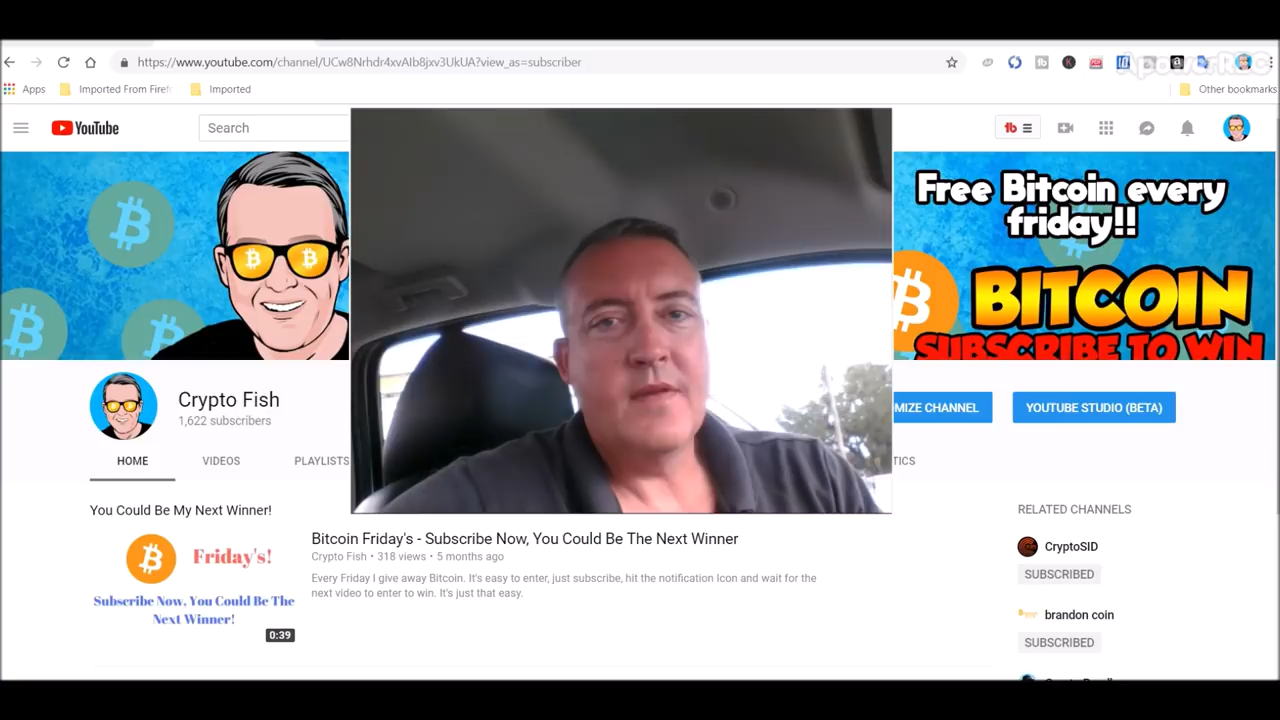 ApowerREC
https://www.youtube.com/channel/UCw8Nrhdr4xvAIb8jxv3UkUA?view_as=subscriber
Apps
Imported From Firef
Imported
Other bookmarks
YouTube
Search
Free Bitcoin every
friday!!
BITCOIN
SUBSCRIBE TO WIN
Crypto Fish
1,622 subscribers
MIZE CHANNEL
YOUTUBE STUDIO (BETA)
HOME
VIDEOS
PLAYLISTS
TICS
You Could Be My Next Winner!
Friday's!
Subscribe Now, You Could Be The
Next Winner!
0:39
Bitcoin Friday's - Subscribe Now, You Could Be The Next Winner
Crypto Fish • 318 views • 5 months ago
Every Friday I give away Bitcoin. It's easy to enter, just subscribe, hit the notification Icon and wait for the
next video to enter to win. It's just that easy.
RELATED CHANNELS
CryptoSID
SUBSCRIBED
brandon coin
SUBSCRIBED